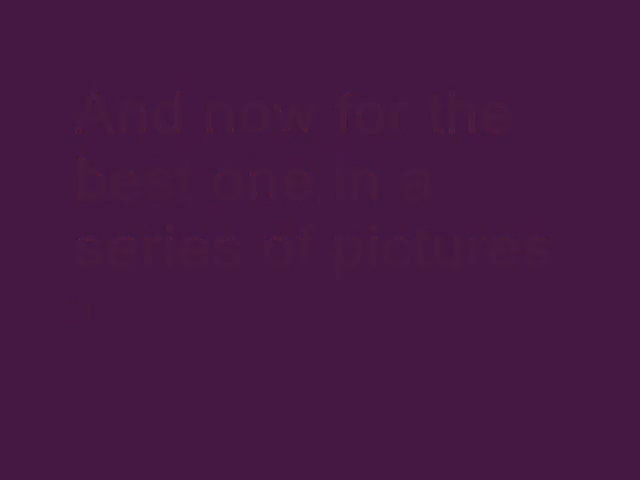 And now for the
best one in a
series of pictures